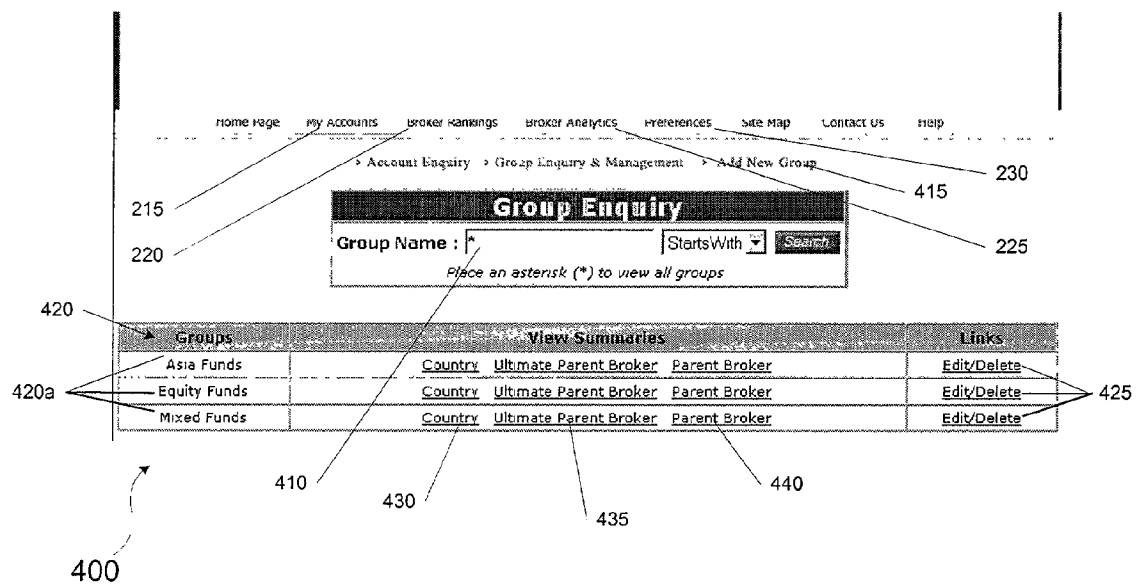 Home Page My Accounts Broker Rankings Broker Analytics Preferences Site Map Contact Us Help
> Account Enquiry > Group Enquiry & Management > Add New Group
230
415
215
Group Enquiry
Group Name : * StartsWith Search
220
225
Place an asterisk (*) to view all groups
420
Groups View Summaries Links
Asia Funds Country Ultimate Parent Broker Parent Broker Edit/Delete
420a
Equity Funds Country Ultimate Parent Broker Parent Broker Edit/Delete
425
Mixed Funds Country Ultimate Parent Broker Parent Broker Edit/Delete
410
430
435
440
400